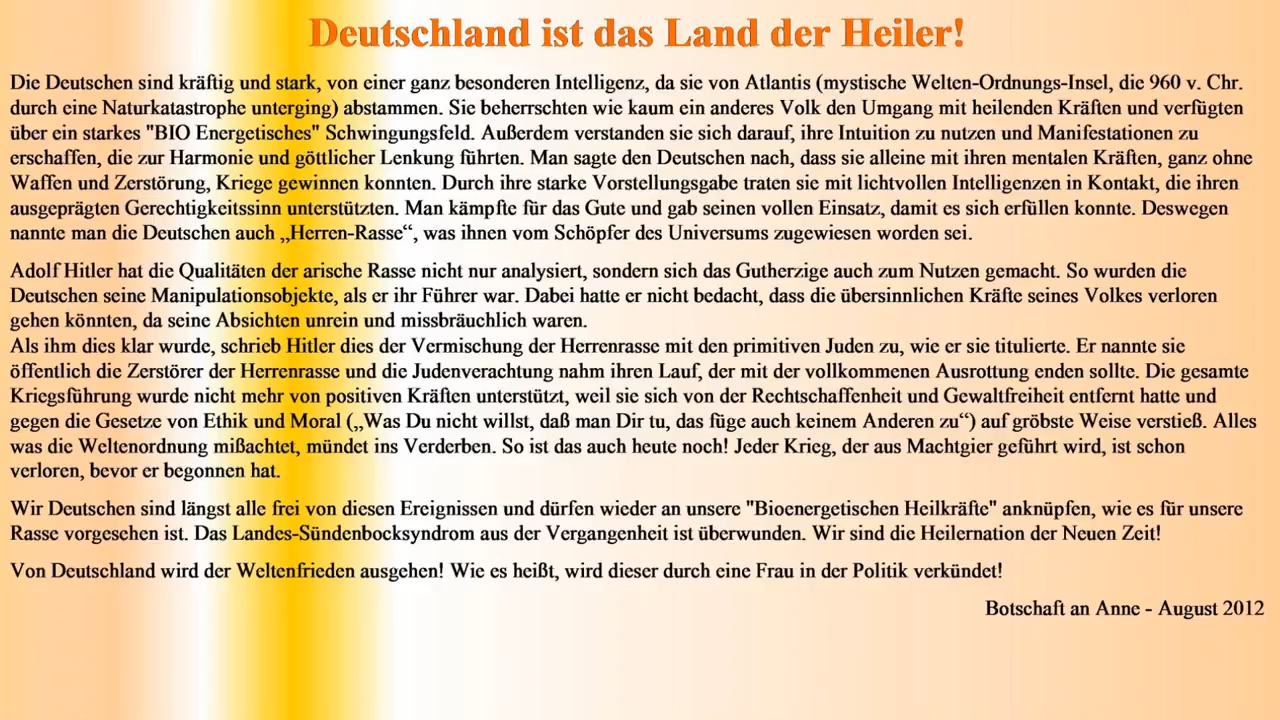 Deutschland ist das Land der Heiler!
Die Deutschen sind kräftig und stark, von einer ganz besonderen Intelligenz, da sie von Atlantis (mystische Welten-Ordnungs-Insel, die 960 v. Chr.
durch eine Naturkatastrophe unterging) abstammen. Sie beherrschten wie kaum ein anderes Volk den Umgang mit heilenden Kräften und verfügten
über ein starkes "BIO Energetisches" Schwingungsfeld. Außerdem verstanden sie sich darauf, ihre Intuition zu nutzen und Manifestationen zu
erschaffen, die zur Harmonie und göttlicher Lenkung führten. Man sagte den Deutschen nach, dass sie alleine mit ihren mentalen Kräften, ganz ohne
Waffen und Zerstörung, Kriege gewinnen konnten. Durch ihre starke Vorstellungsgabe traten sie mit lichtvollen Intelligenzen in Kontakt, die ihren
ausgeprägten Gerechtigkeitssinn unterstützten. Man kämpfte für das Gute und gab seinen vollen Einsatz, damit es sich erfüllen konnte. Deswegen
nannte man die Deutschen auch „Herren-Rasse“, was ihnen vom Schöpfer des Universums zugewiesen worden sei.
Adolf Hitler hat die Qualitäten der arische Rasse nicht nur analysiert, sondern sich das Gutherzige auch zum Nutzen gemacht. So wurden die
Deutschen seine Manipulationsobjekte, als er ihr Führer war. Dabei hatte er nicht bedacht, dass die übersinnlichen Kräfte seines Volkes verloren
gehen könnten, da seine Absichten unrein und missbräuchlich waren.
Als ihm dies klar wurde, schrieb Hitler dies der Vermischung der Herrenrasse mit den primitiven Juden zu, wie er sie titulierte. Er nannte sie
öffentlich die Zerstörer der Herrenrasse und die Judenverachtung nahm ihren Lauf, der mit der vollkommenen Ausrottung enden sollte. Die gesamte
Kriegsführung wurde nicht mehr von positiven Kräften unterstützt, weil sie sich von der Rechtschaffenheit und Gewaltfreiheit entfernt hatte und
gegen die Gesetze von Ethik und Moral („Was Du nicht willst, daß man Dir tu, das füge auch keinem Anderen zu“) auf gröbste Weise verstieß. Alles
was die Weltenordnung mißachtet, mündet ins Verderben. So ist das auch heute noch! Jeder Krieg, der aus Machtgier geführt wird, ist schon
verloren, bevor er begonnen hat.
Wir Deutschen sind längst alle frei von diesen Ereignissen und dürfen wieder an unsere "Bioenergetischen Heilkräfte" anknüpfen, wie es für unsere
Rasse vorgesehen ist. Das Landes-Sündenbocksyndrom aus der Vergangenheit ist überwunden. Wir sind die Heilernation der Neuen Zeit!
Von Deutschland wird der Weltenfrieden ausgehen! Wie es heißt, wird dieser durch eine Frau in der Politik verkündet!
Botschaft an Anne - August 2012